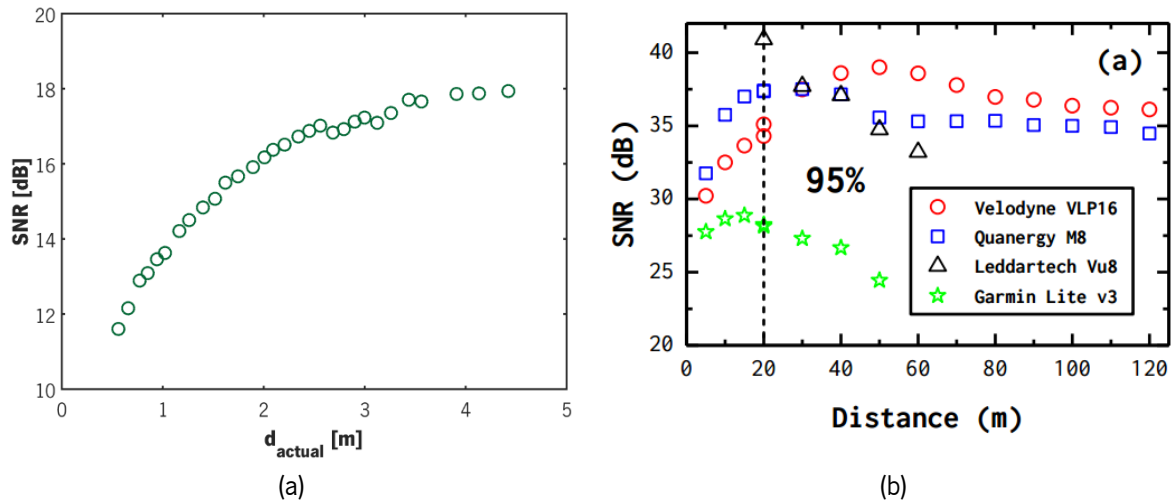 20
18
16
14
12
10
SNR [dB]
0 1 2 3 4 5
d_actual [m]
(a)
(a)
40
35
30
25
20
SNR (dB)
95%
Velodyne VLP16
Quanergy M8
Leddartech Vu8
Garmin Lite v3
0 20 40 60 80 100 120
Distance (m)
(b)